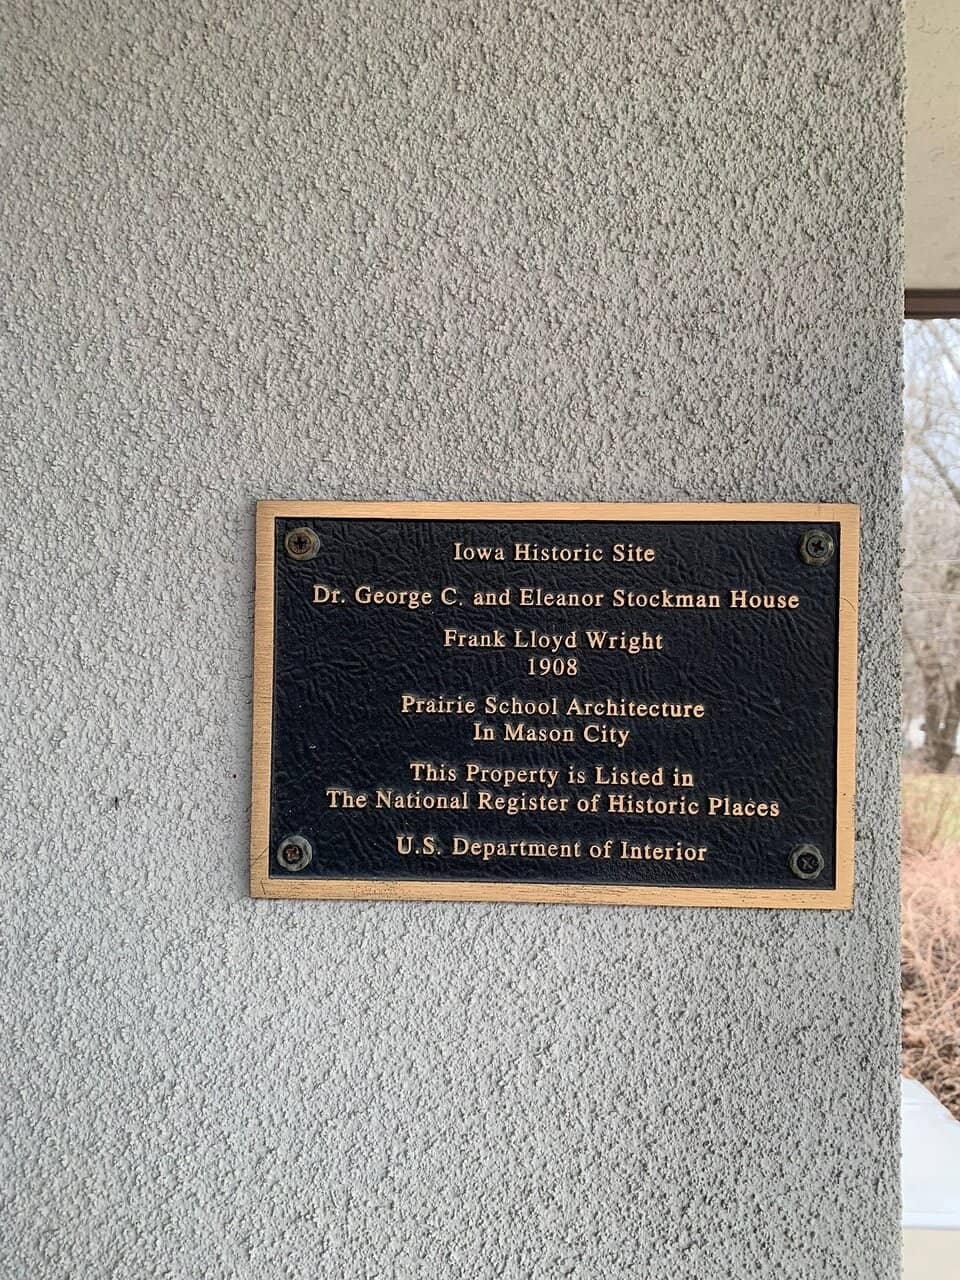 Iowa Historic Site
Dr. George C. and Eleanor Stockman House
Frank Lloyd Wright
1908
Prairie School Architecture
In Mason City
This Property is Listed in
The National Register of Historic Places
U.S. Department of Interior